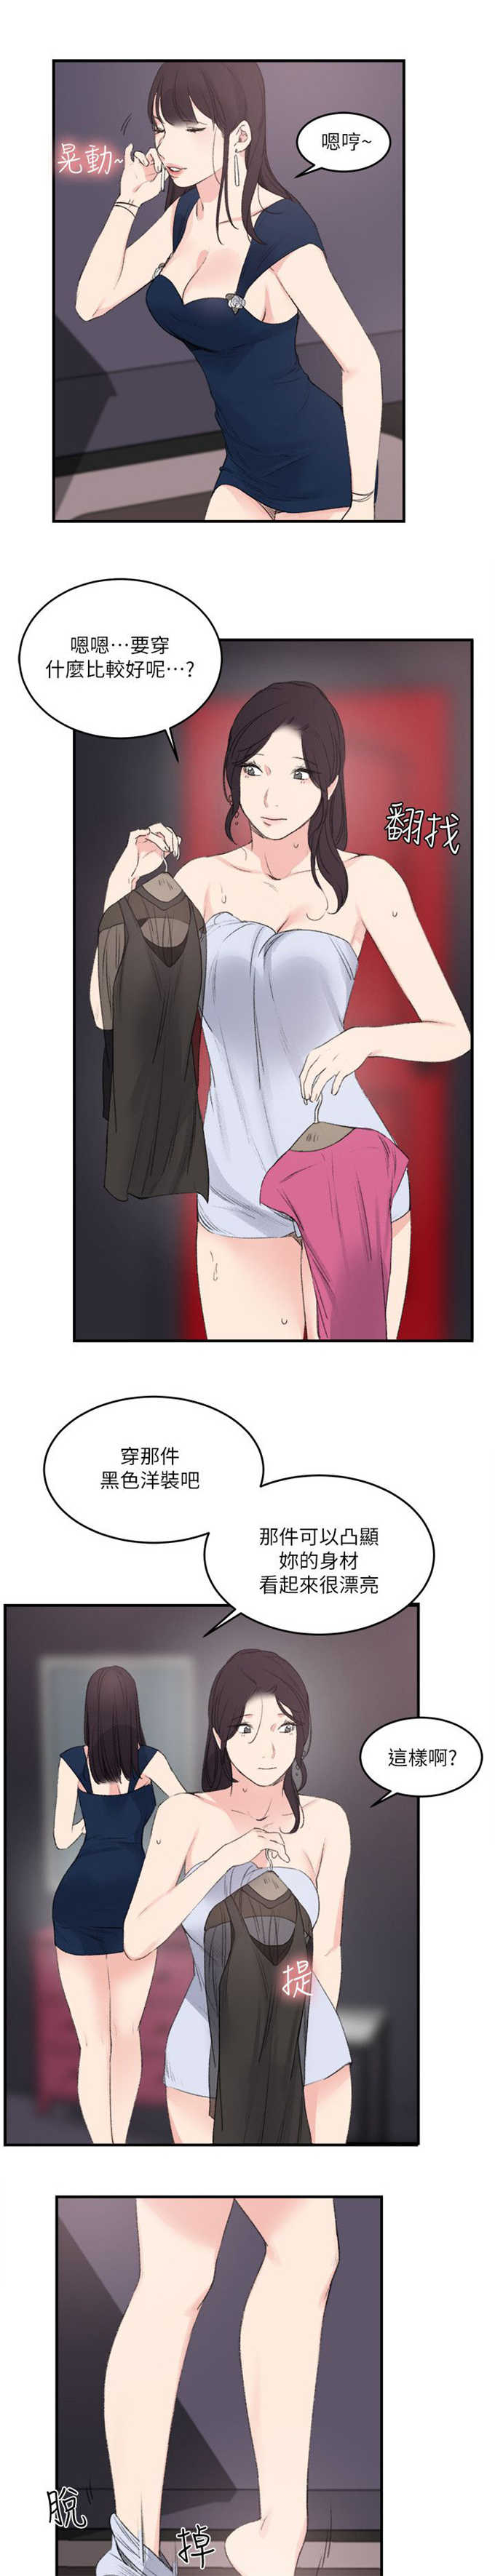 晃動~
嗯哼~
嗯嗯…要穿
什麼比較好呢…?
翻找
穿那件
黑色洋裝吧
那件可以凸顯
妳的身材
看起來很漂亮
這樣啊?
提
脫
掉